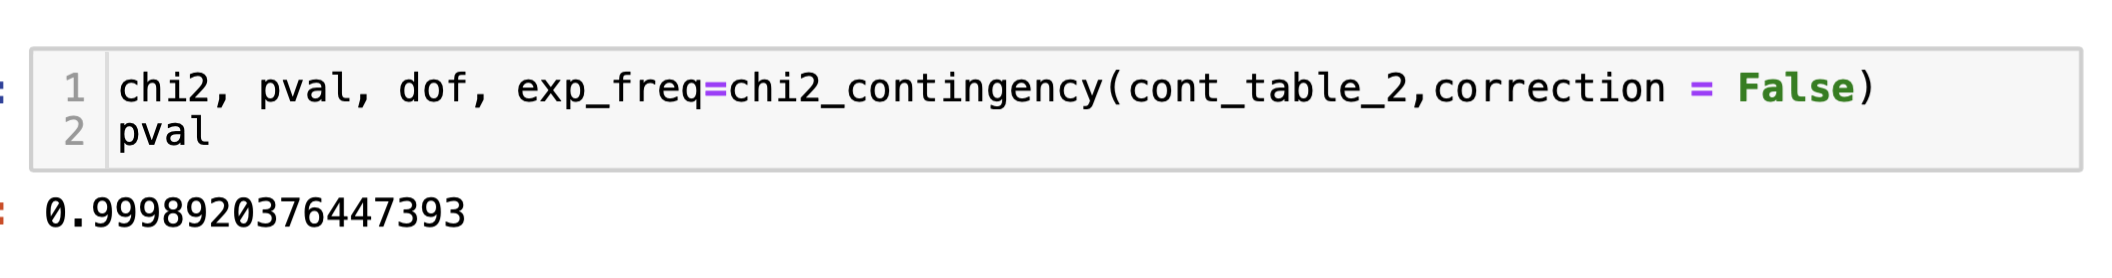 :
1 chi2, pval, dof, exp_freq=chi2_contingency(cont_table_2,correction = False)
2 pval
: 0.9998920376447393